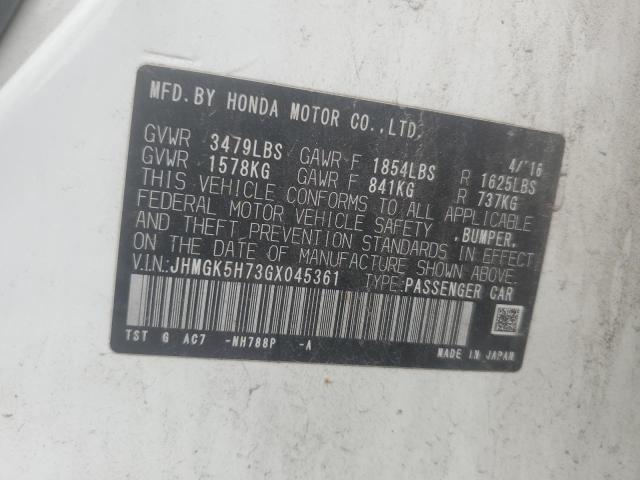 MFD. BY HONDA MOTOR CO., LTD. 4/'16
GVWR 3479LBS GAWR F 1854LBS R 1625LBS
GVWR 1578KG GAWR F 841KG R 737KG
THIS VEHICLE CONFORMS TO ALL APPLICABLE
FEDERAL MOTOR VEHICLE SAFETY, BUMPER,
AND THEFT PREVENTION STANDARDS IN EFFECT
ON THE DATE OF MANUFACTURE SHOWN ABOVE.
V.I.N.: JHMGK5H73GX045361 TYPE: PASSENGER CAR
TST G AC7 -NH788P -A MADE IN JAPAN